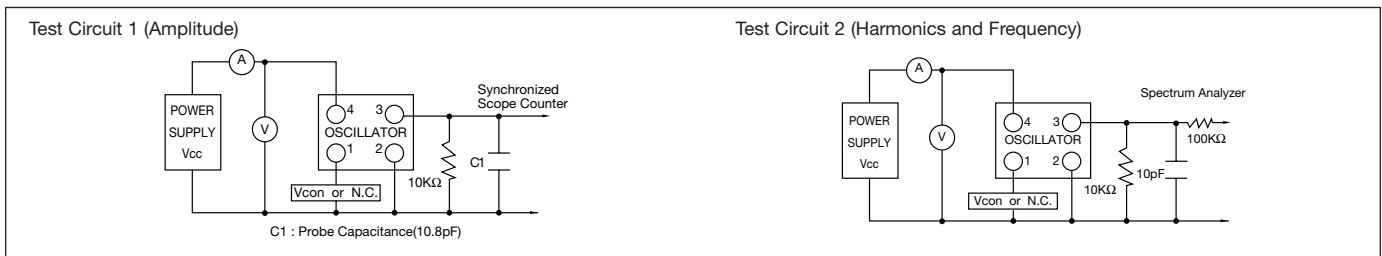 Test Circuit 1 (Amplitude)
A
POWER
SUPPLY
Vcc
V
4 3
OSCILLATOR
1 2
Vcon or N.C.
10KΩ
C1
Synchronized
Scope Counter
C1 : Probe Capacitance(10.8pF)
Test Circuit 2 (Harmonics and Frequency)
A
POWER
SUPPLY
Vcc
V
4 3
OSCILLATOR
1 2
Vcon or N.C.
10KΩ
10pF
Spectrum Analyzer
100KΩ